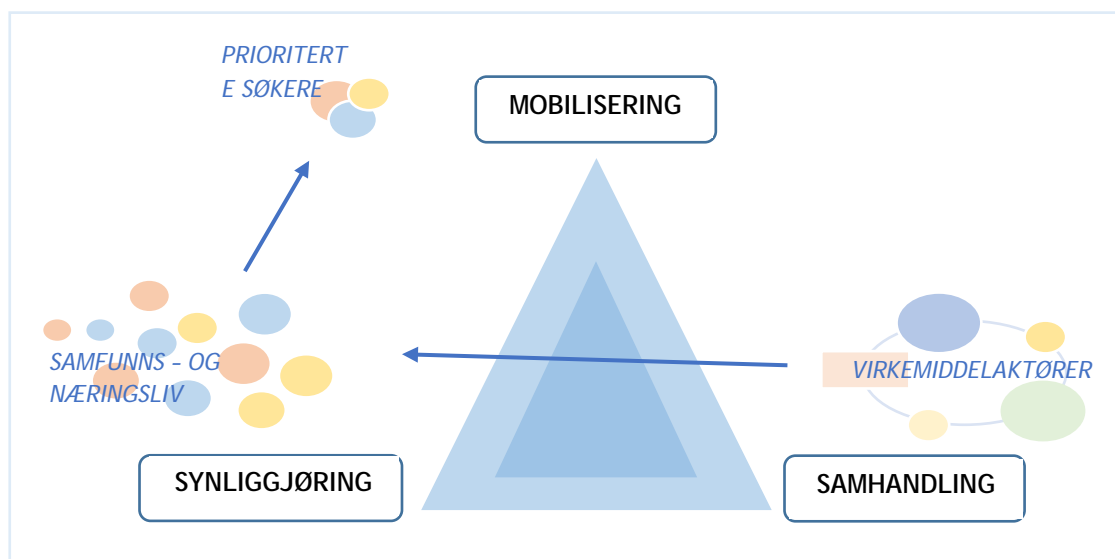 PRIORITERT
E SØKERE
MOBILISERING
SAMFUNNS – OG
NÆRINGSLIV
VIRKEMIDDELAKTØRER
SYNLIGGJØRING
SAMHANDLING